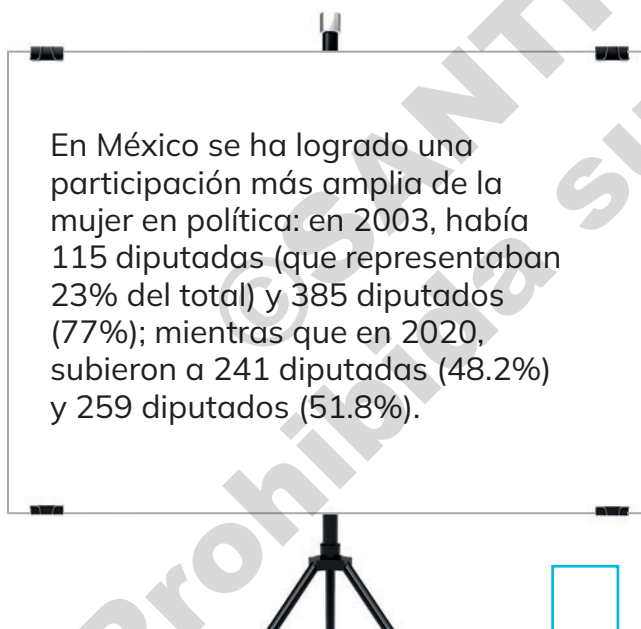 En México se ha logrado una
participación más amplia de la
mujer en política: en 2003, había
115 diputadas (que representaban
23% del total) y 385 diputados
(77%); mientras que en 2020,
subieron a 241 diputadas (48.2%)
y 259 diputados (51.8%).
Prohibida